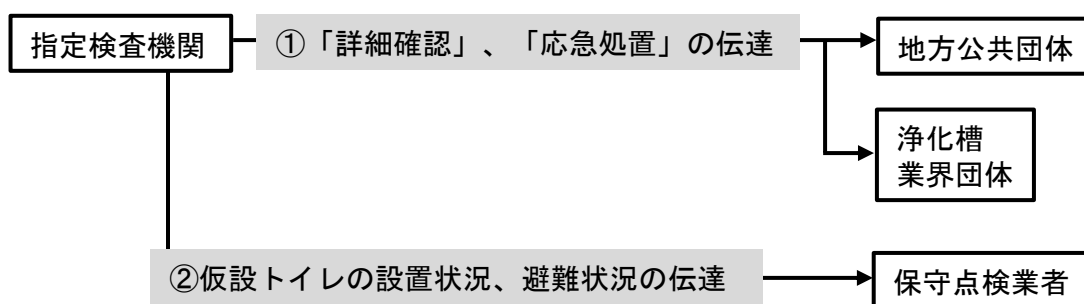 指定検査機関
①「詳細確認」、「応急処置」の伝達
地方公共団体
浄化槽
業界団体
②仮設トイレの設置状況、避難状況の伝達
保守点検業者